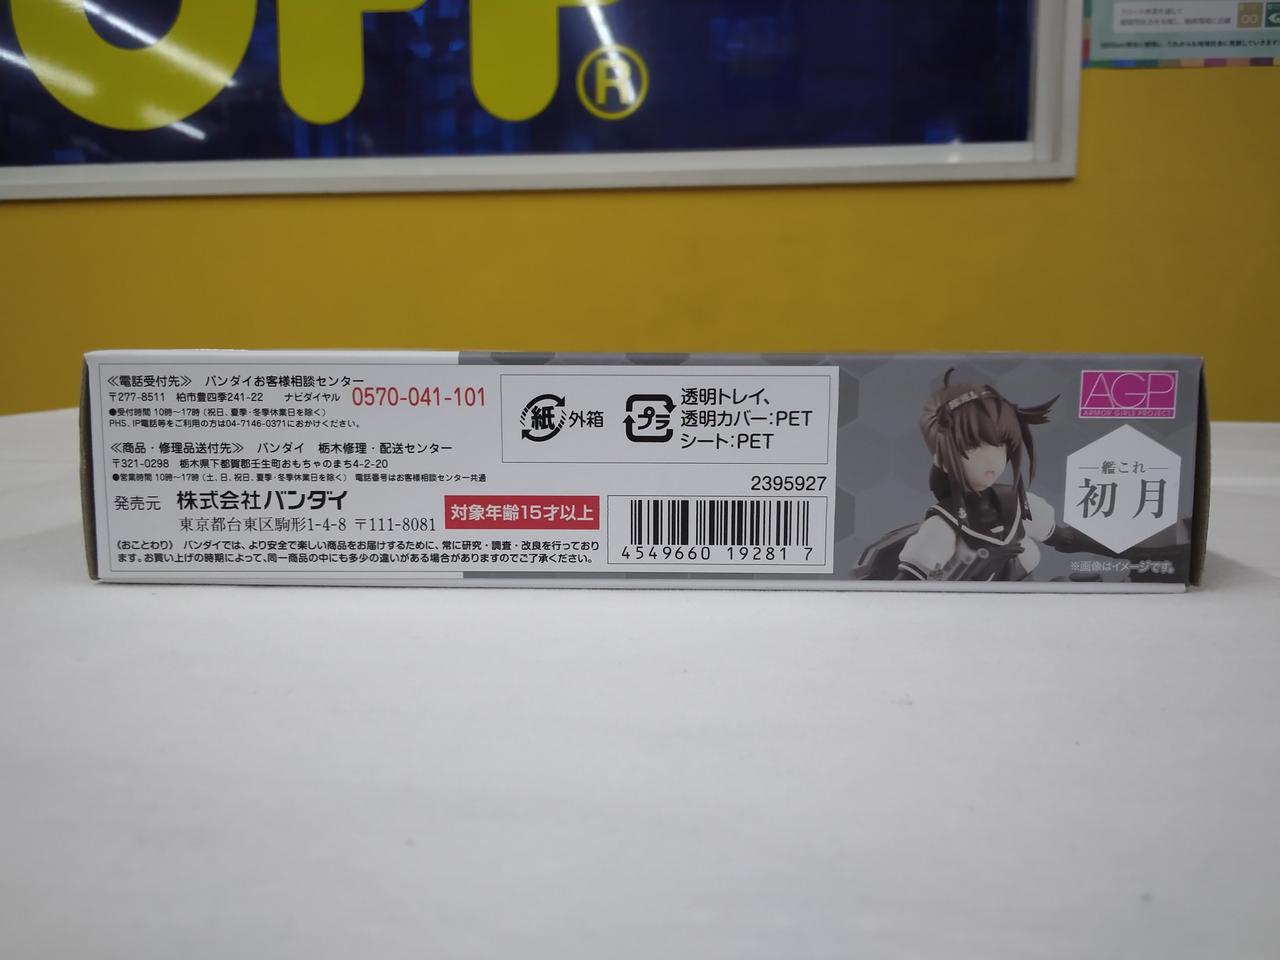 OFF®
《電話受付先》 バンダイお客様相談センター
〒277-8511 柏市豊四季241-22 ナビダイヤル 0570-041-101
●受付時間 10時〜17時(祝日、夏季・冬季休業日を除く)
PHS、IP電話等をご利用の方は04-7146-0371におかけください。
《商品・修理品送付先》 バンダイ 栃木修理・配送センター
〒321-0298 栃木県下都賀郡壬生町おもちゃのまち4-2-20
●営業時間 10時〜17時(土、日、祝日、夏季・冬季休業日を除く) 電話番号はお客様相談センター共通
発売元 株式会社バンダイ
東京都台東区駒形1-4-8 〒111-8081
対象年齢15才以上
《おことわり》 バンダイでは、より安全で楽しい商品をお届けするために、常に研究・調査・改良を行っており
ます。お買い上げの時期によって、同一商品の中にも多少の違いがある場合がありますのでご了承ください。
紙 外箱
プラ 透明トレイ、
透明カバー:PET
シート:PET
2395927
4549660 192817
AGP
ARMOR GIRLS PROJECT
艦これ
初月
※画像はイメージです。